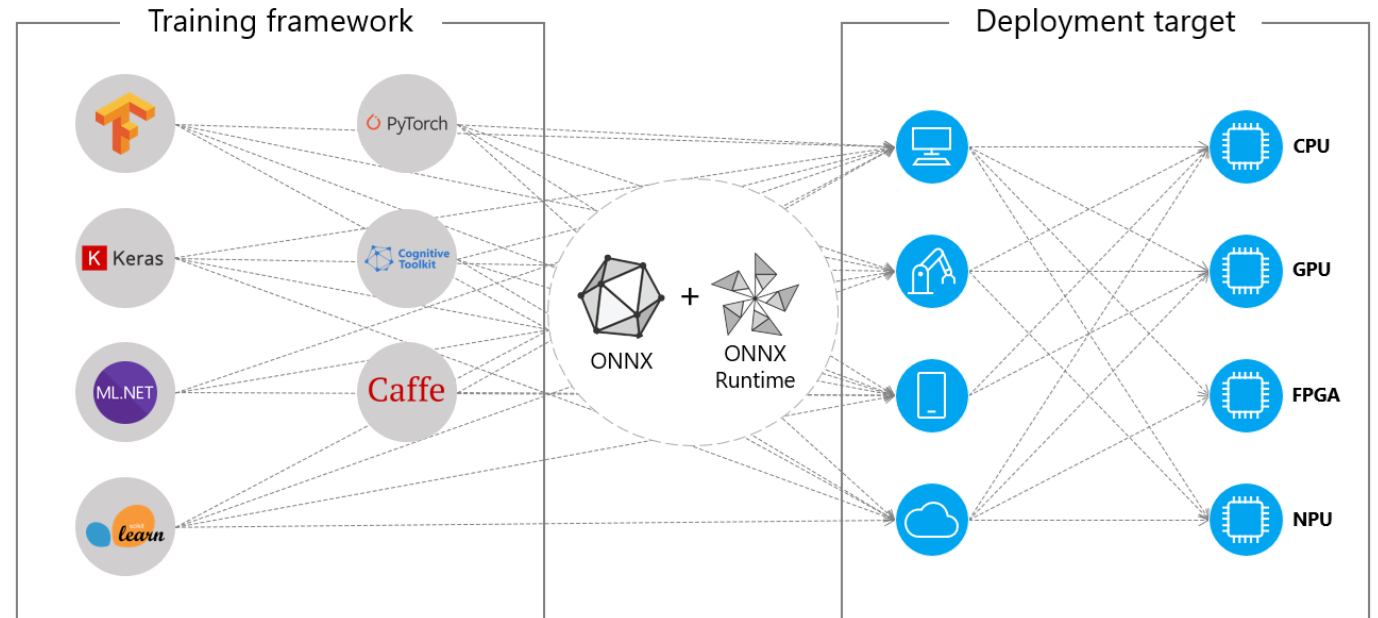 Training framework
Deployment target
PyTorch
K Keras
Cognitive
Toolkit
ML.NET
Caffe
scikit
learn
ONNX
+
ONNX
Runtime
CPU
GPU
FPGA
NPU